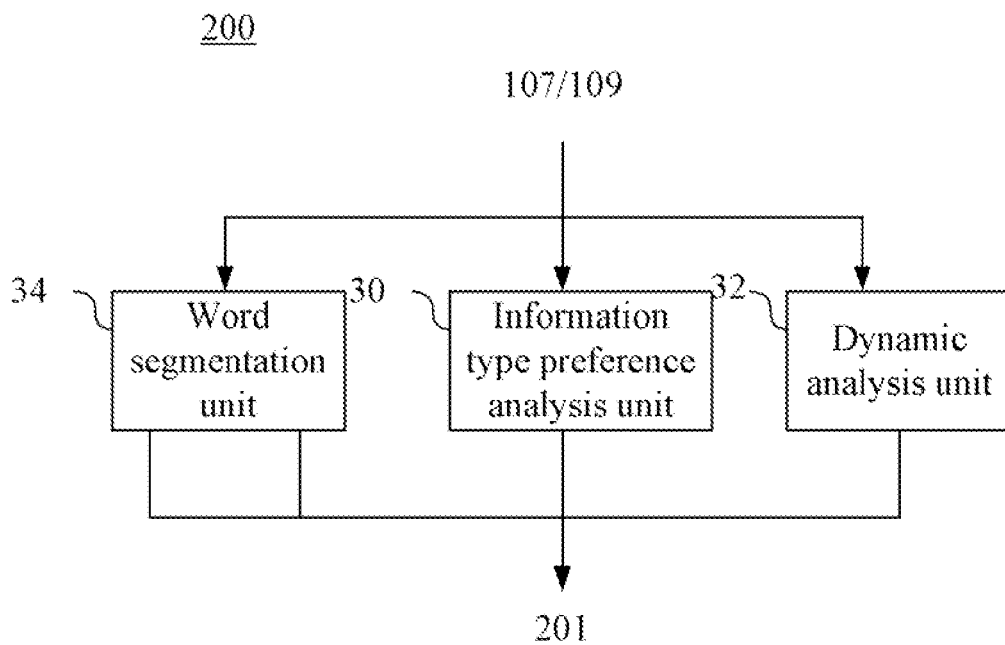 200
107/109
34
Word
segmentation
unit
30
Information
type preference
analysis unit
32
Dynamic
analysis unit
201